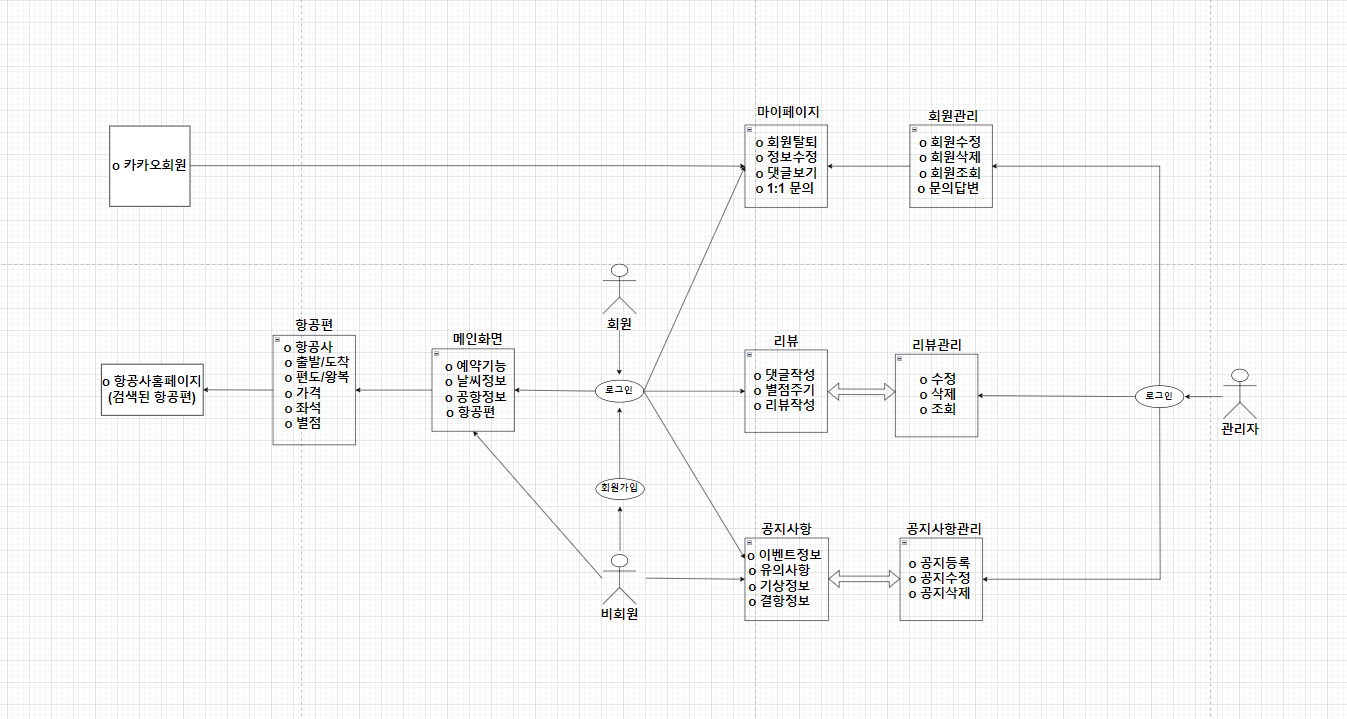 마이페이지
o 회원탈퇴
o 정보수정
o 댓글보기
o 1:1 문의
회원관리
o 회원수정
o 회원삭제
o 회원조회
o 문의답변
o 카카오회원
회원
항공편
o 항공사
o 출발/도착
o 편도/왕복
o 가격
o 좌석
o 별점
메인화면
o 예약기능
o 날씨정보
o 공항정보
o 항공편
o 항공사홈페이지
(검색된 항공편)
로그인
리뷰
o 댓글작성
o 별점주기
o 리뷰작성
리뷰관리
o 수정
o 삭제
o 조회
로그인
관리자
회원가입
비회원
공지사항
o 이벤트정보
o 유의사항
o 기상정보
o 결항정보
공지사항관리
o 공지등록
o 공지수정
o 공지삭제